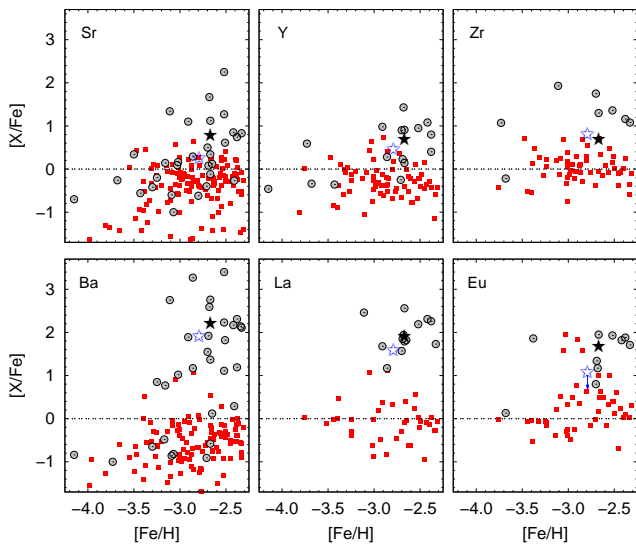 Sr Y Zr
[X/Fe]
3
2
1
0
−1
Ba La Eu
[X/Fe]
3
2
1
0
−1
−4.0 −3.5 −3.0 −2.5 −4.0 −3.5 −3.0 −2.5 −4.0 −3.5 −3.0 −2.5
[Fe/H] [Fe/H] [Fe/H]